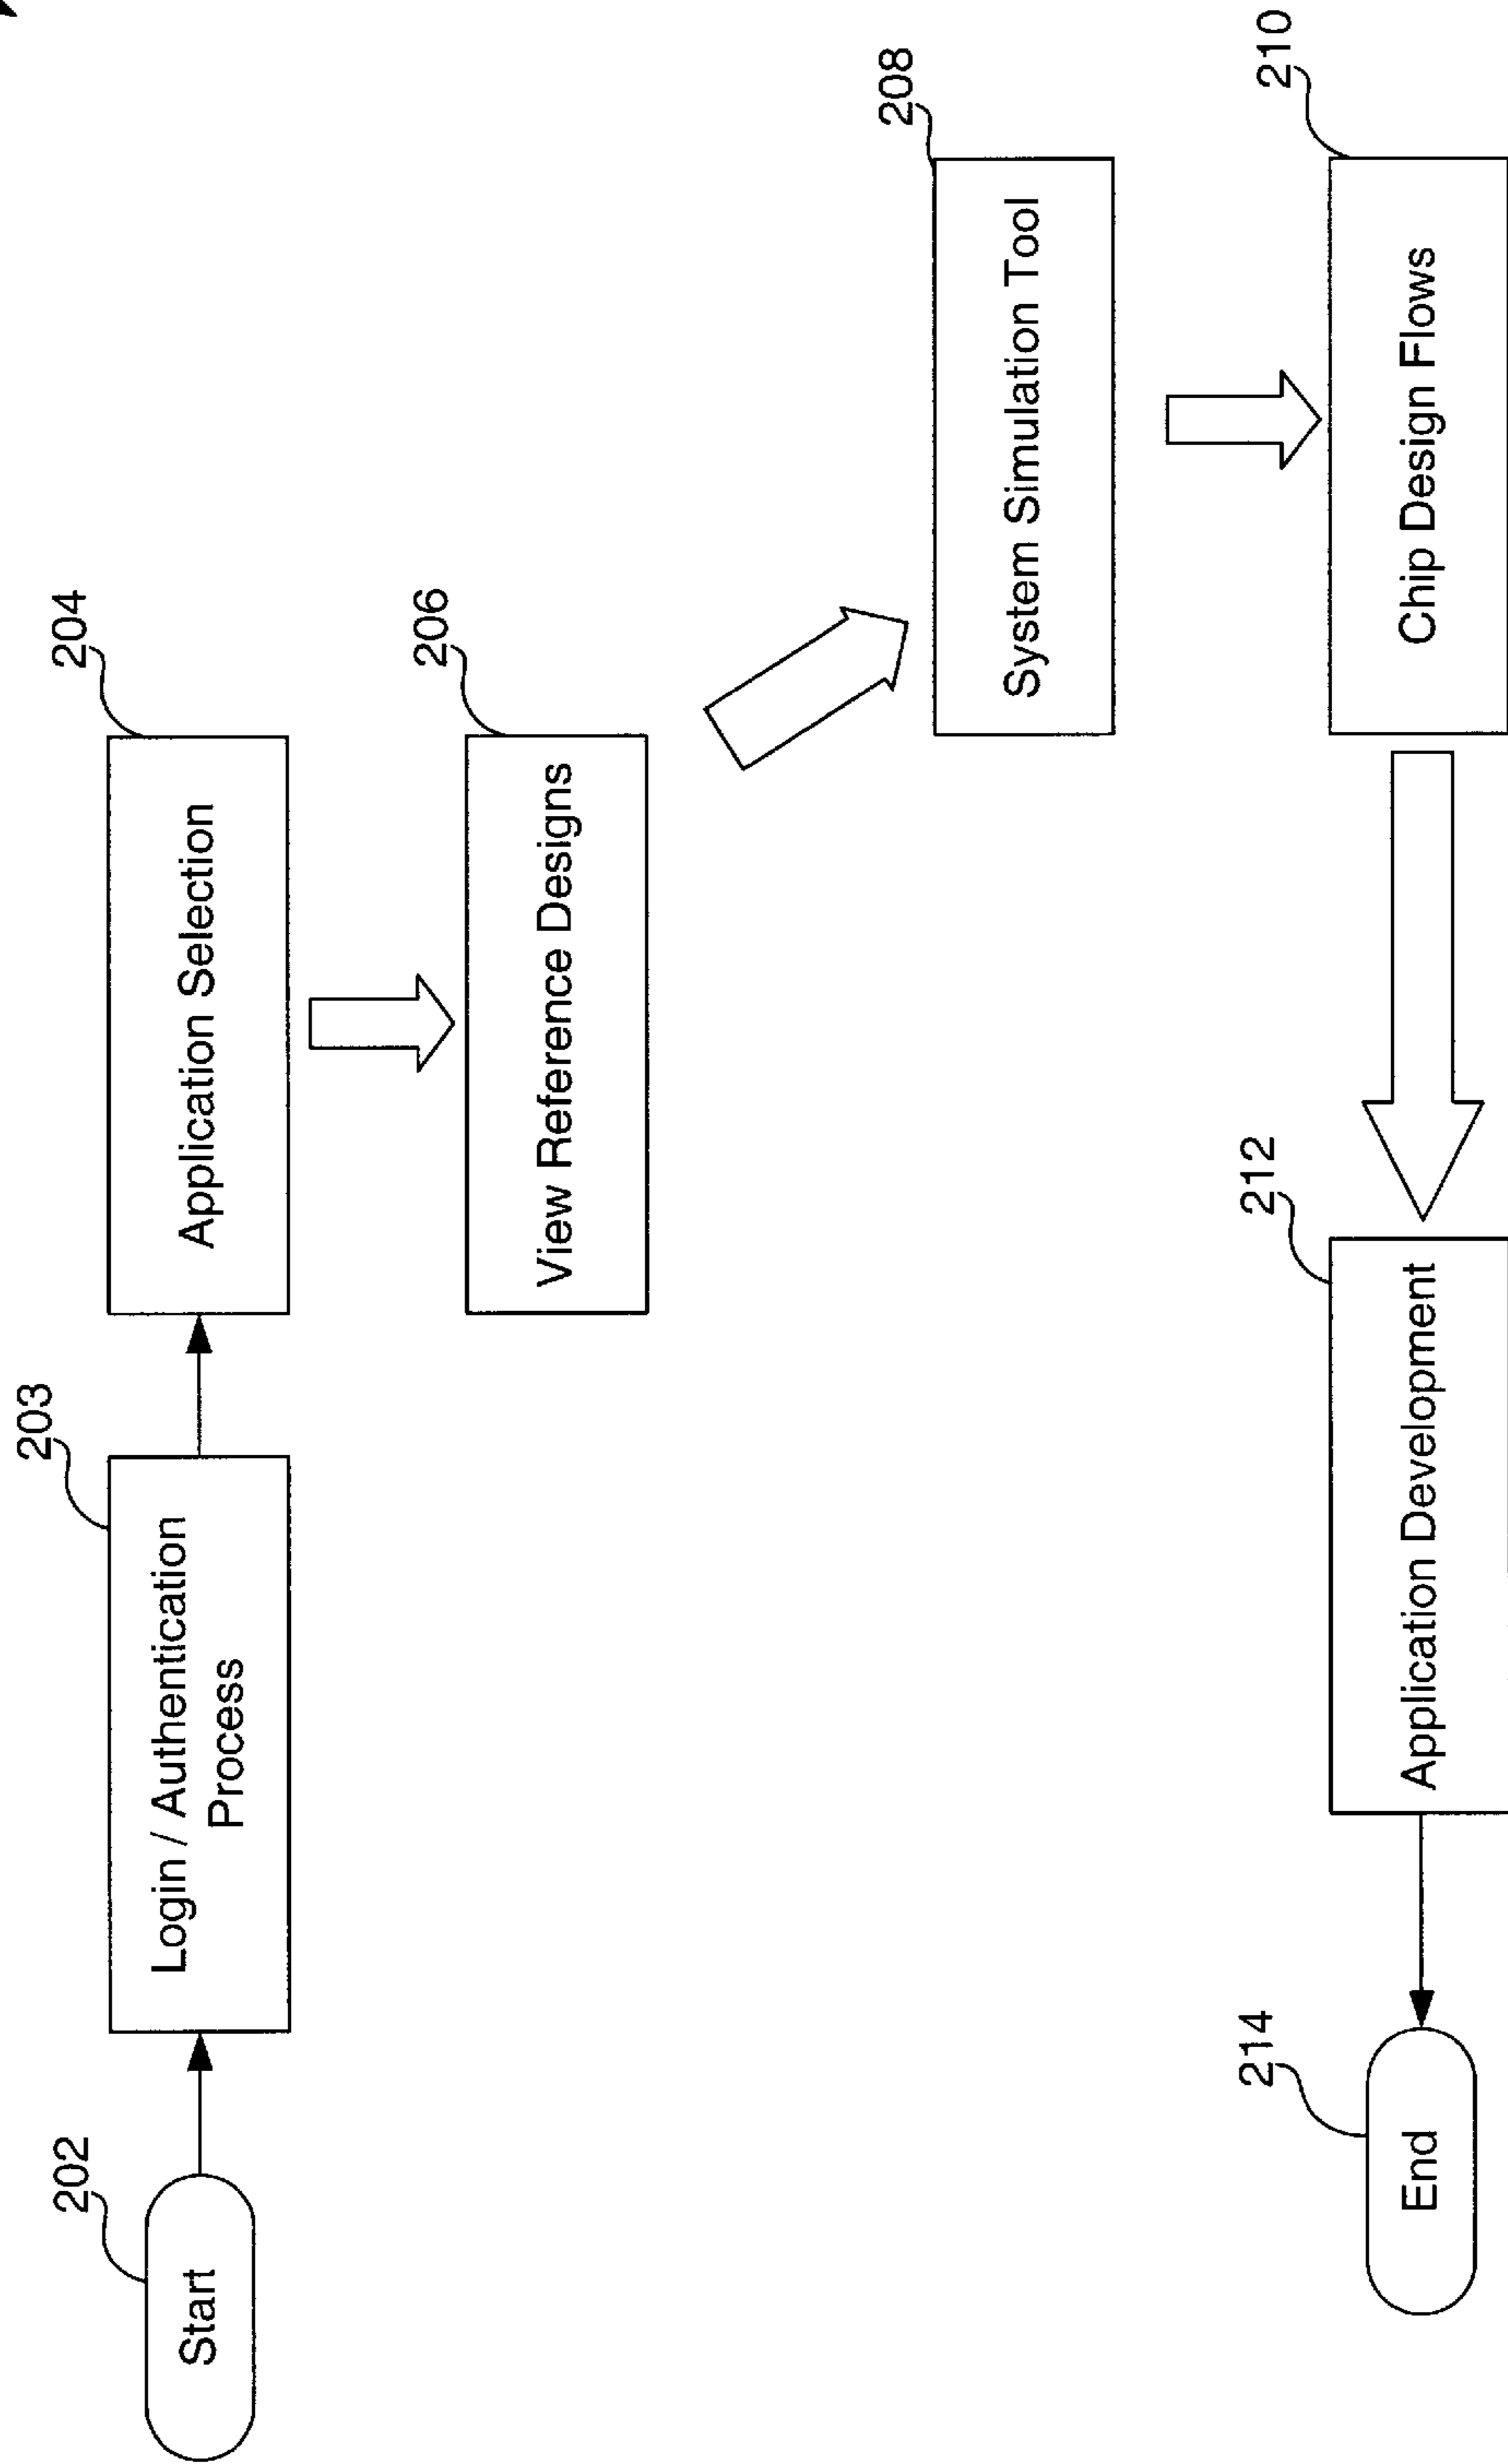 202
Start
203
Login / Authentication
Process
204
Application Selection
206
View Reference Designs
208
System Simulation Tool
210
Chip Design Flows
212
Application Development
214
End